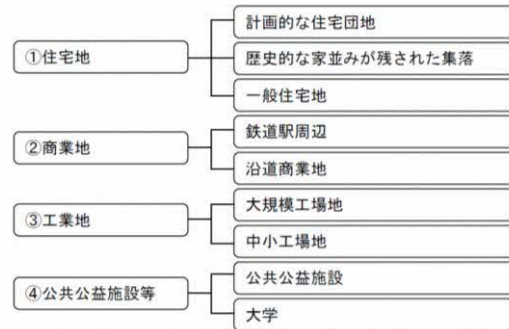 ①住宅地
計画的な住宅団地
歴史的な家並みが残された集落
一般住宅地
②商業地
鉄道駅周辺
沿道商業地
③工業地
大規模工場地
中小工場地
④公共公益施設等
公共公益施設
大学